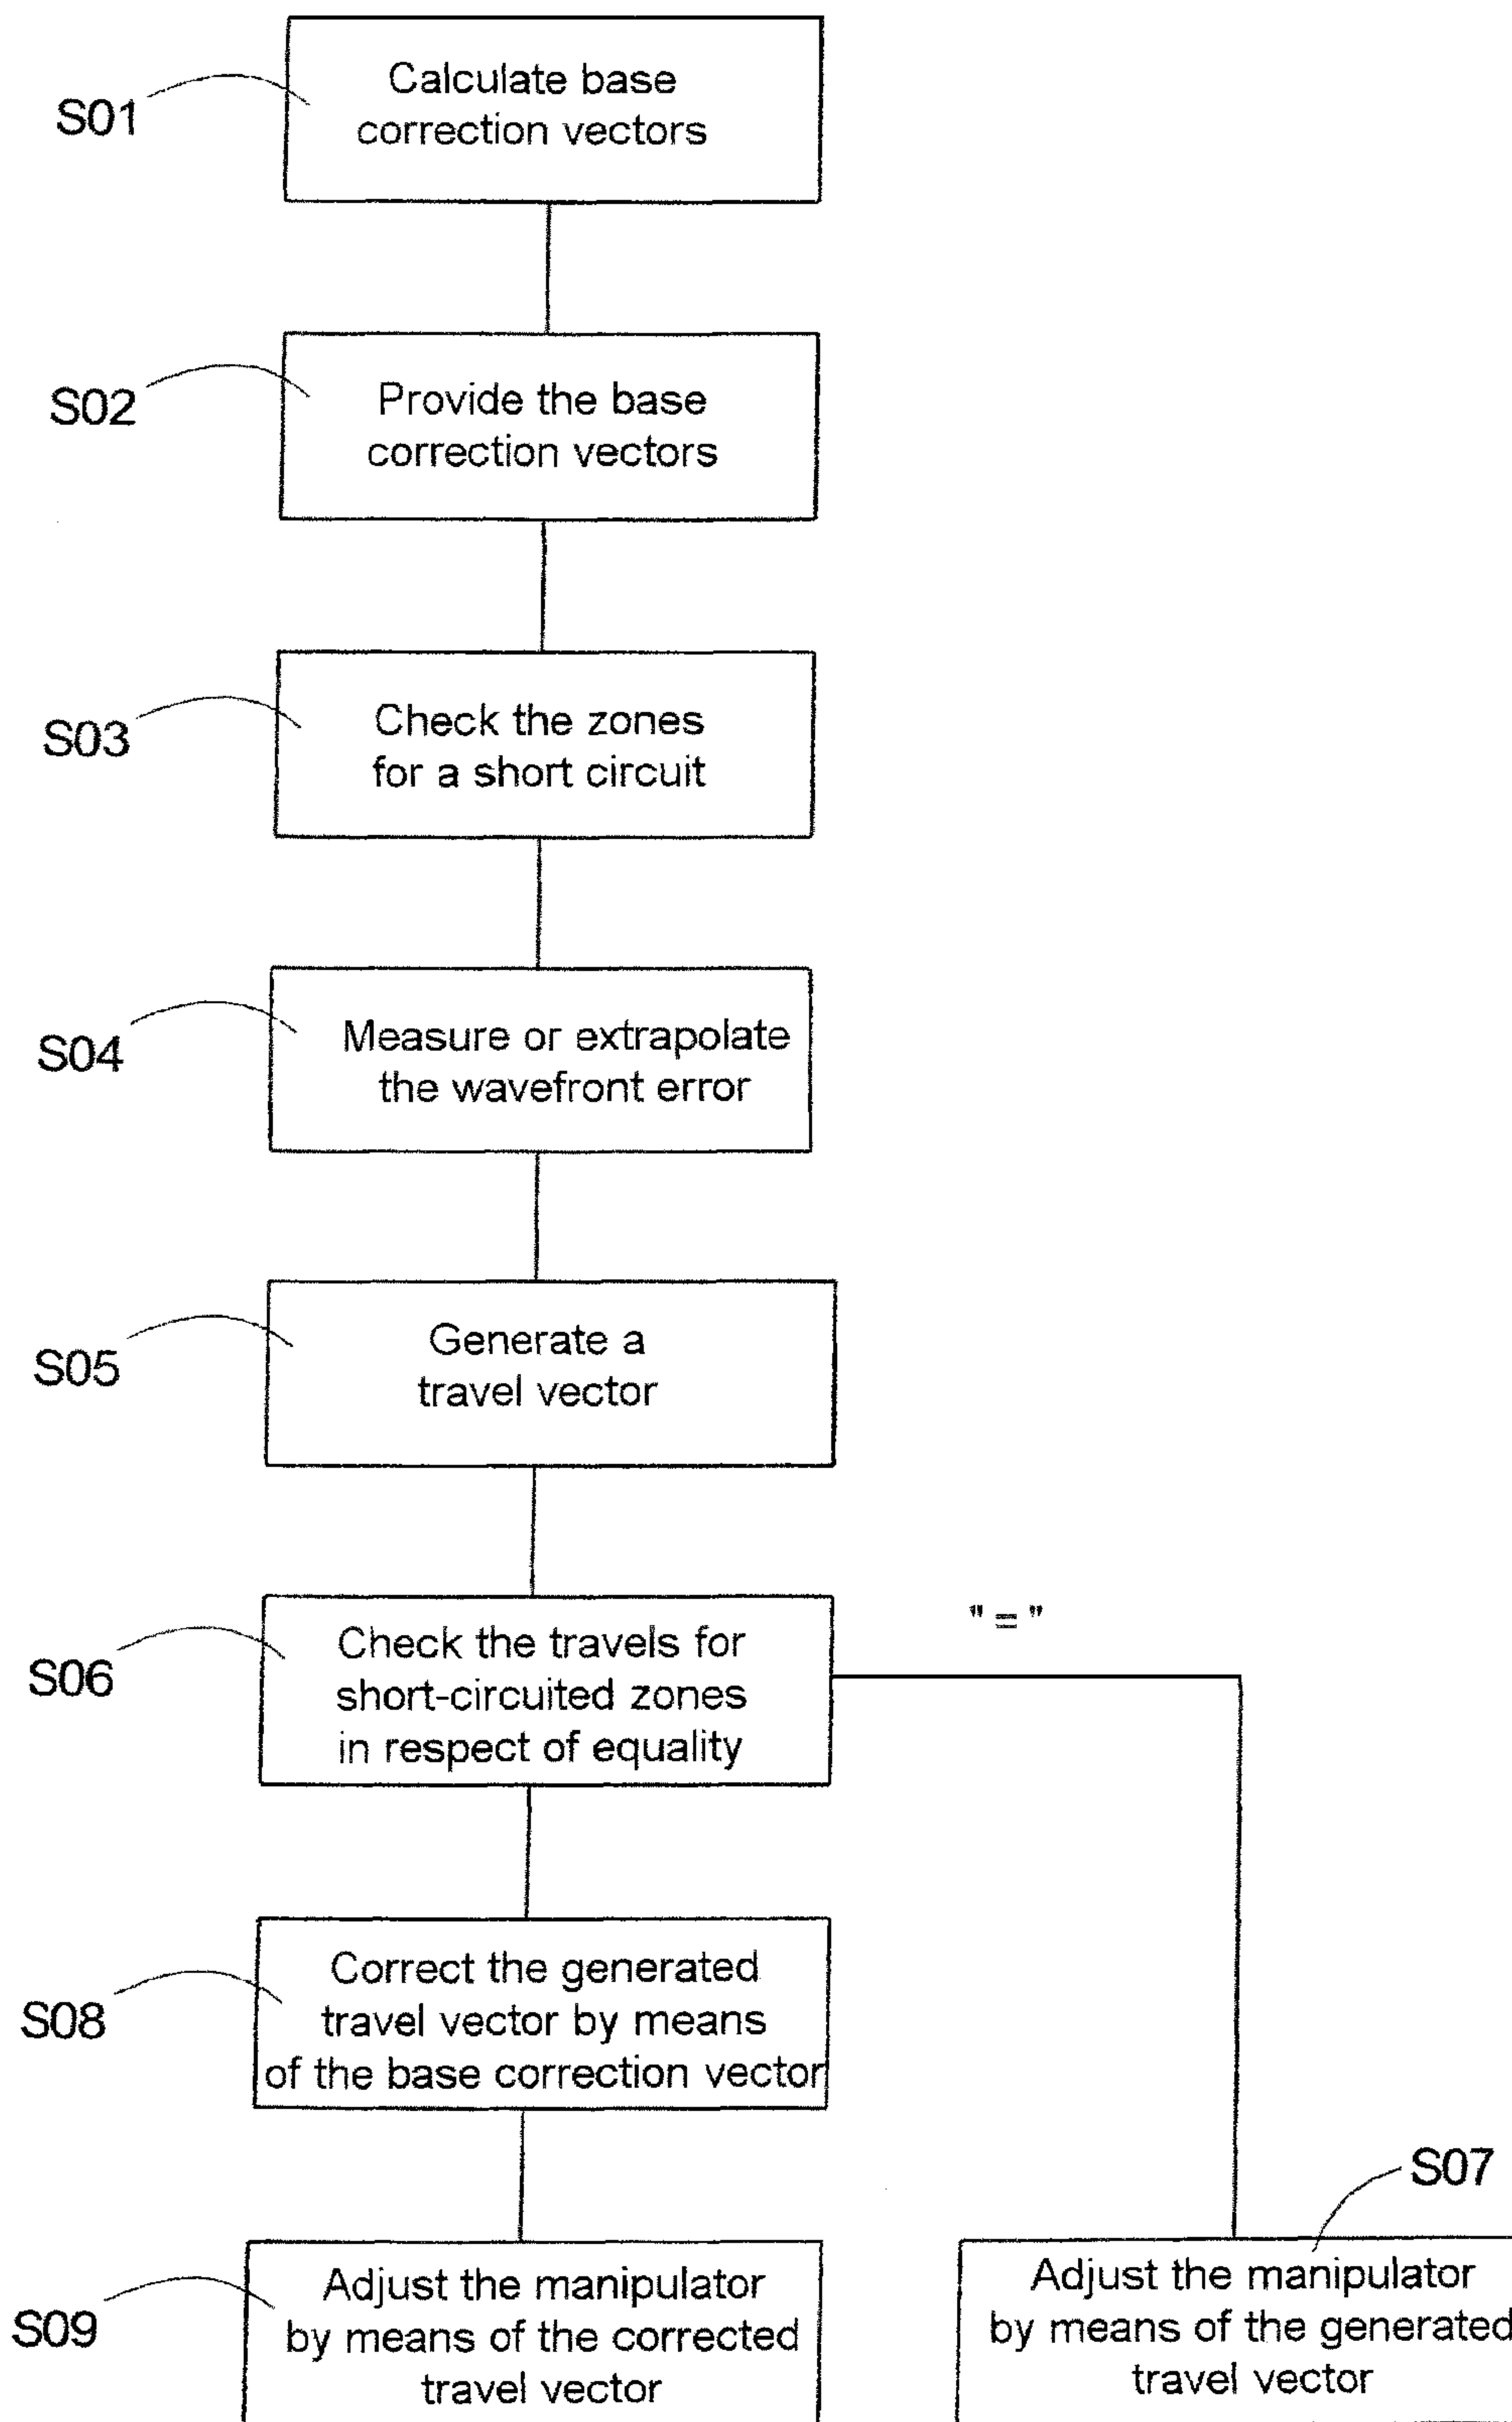 S01
Calculate base
correction vectors
S02
Provide the base
correction vectors
S03
Check the zones
for a short circuit
S04
Measure or extrapolate
the wavefront error
S05
Generate a
travel vector
S06
Check the travels for
short-circuited zones
in respect of equality
"="
S08
Correct the generated
travel vector by means
of the base correction vector
S07
Adjust the manipulator
by means of the generated
travel vector
S09
Adjust the manipulator
by means of the corrected
travel vector